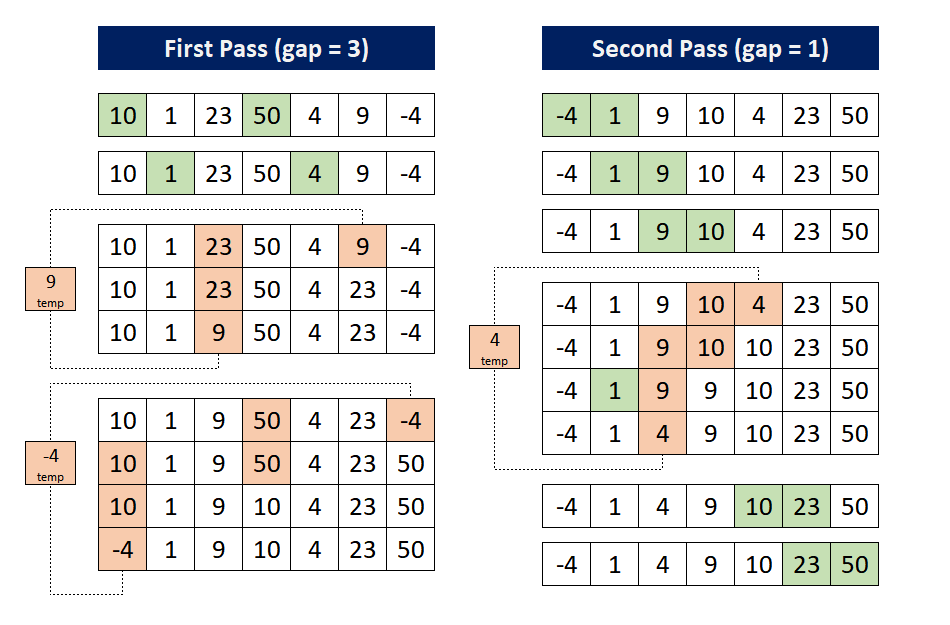 First Pass (gap = 3)
10 1 23 50 4 9 -4
10 1 23 50 4 9 -4
10 1 23 50 4 9 -4
9
temp
10 1 23 50 4 23 -4
10 1 9 50 4 23 -4
10 1 9 50 4 23 -4
-4
temp
10 1 9 50 4 23 50
10 1 9 10 4 23 50
-4 1 9 10 4 23 50
Second Pass (gap = 1)
-4 1 9 10 4 23 50
-4 1 9 10 4 23 50
-4 1 9 10 4 23 50
-4 1 9 10 4 23 50
4
temp
-4 1 9 10 10 23 50
-4 1 9 9 10 23 50
-4 1 4 9 10 23 50
-4 1 4 9 10 23 50
-4 1 4 9 10 23 50